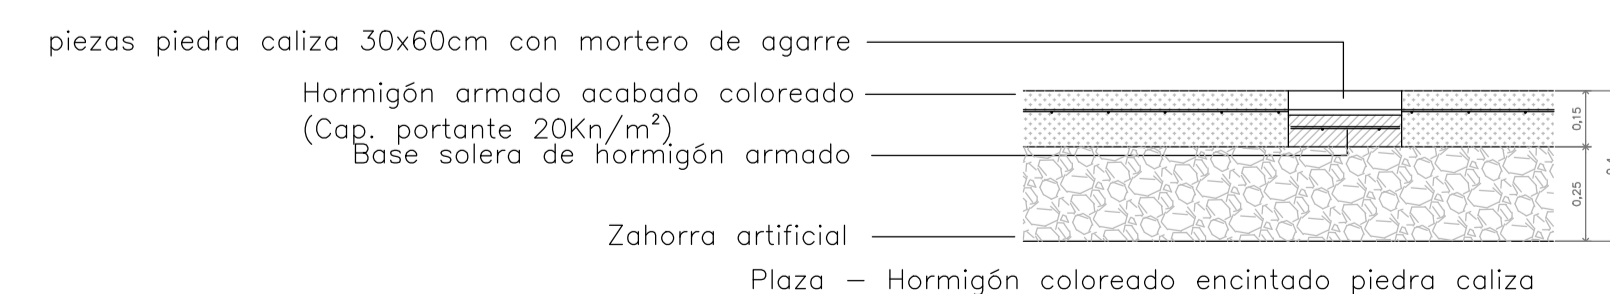 piezas piedra caliza 30x60cm con mortero de agarre
Hormigón armado acabado coloreado
(Cap. portante 20Kn/m²)
Base solera de hormigón armado
Zahorra artificial
0,15
0,25
Plaza – Hormigón coloreado encintado piedra caliza